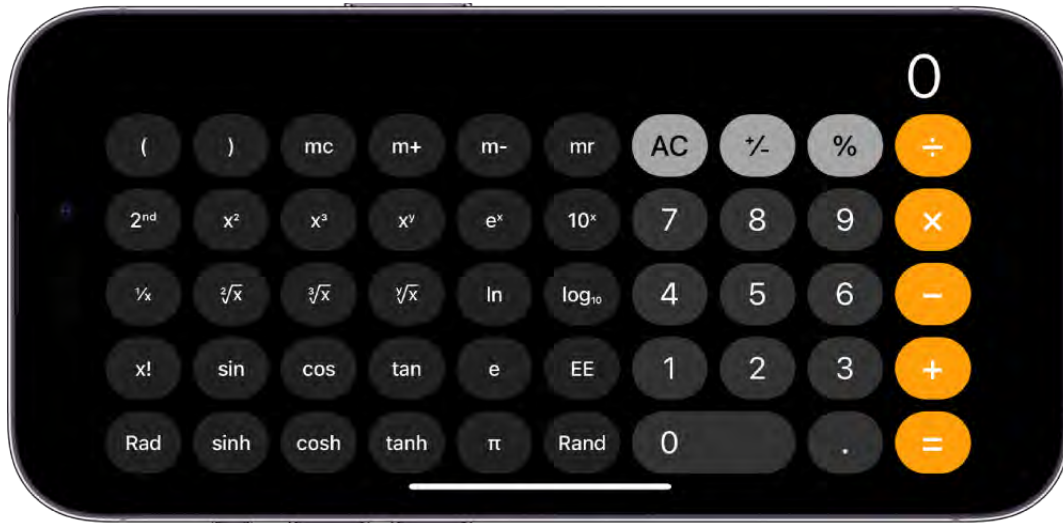 0
( ) mc m+ m- mr AC +/- % ÷
2ⁿᵈ x² x³ xʸ eˣ 10ˣ 7 8 9 ×
1/x ²√x ³√x ʸ√x ln log₁₀ 4 5 6 −
x! sin cos tan e EE 1 2 3 +
Rad sinh cosh tanh π Rand 0 . =